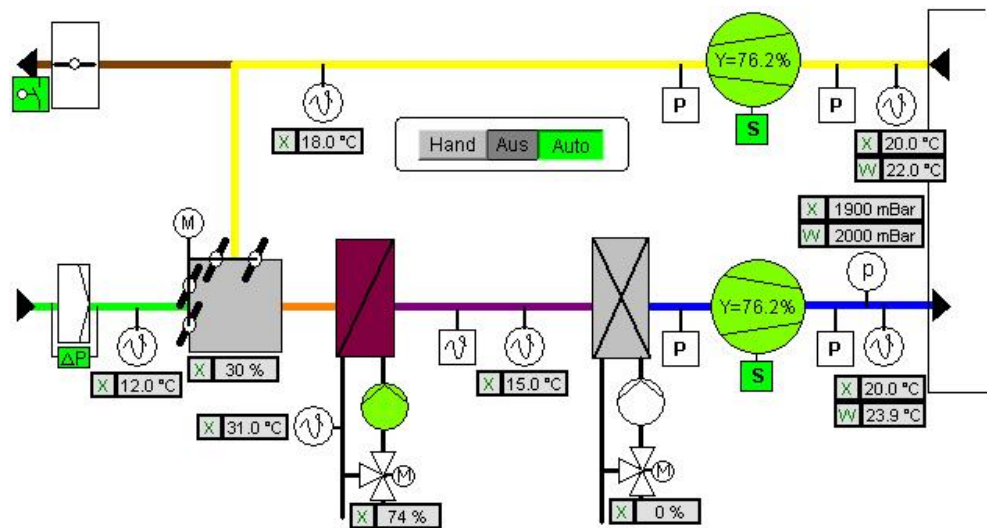 Y=76.2%
P
P
S
X 18.0 °C
Hand Aus Auto
X 20.0 °C
W 22.0 °C
X 1900 mBar
W 2000 mBar
M
p
Y=76.2%
ΔP
P
P
S
X 12.0 °C
X 30 %
X 15.0 °C
X 20.0 °C
W 23.9 °C
X 31.0 °C
M
M
X 74 %
X 0 %